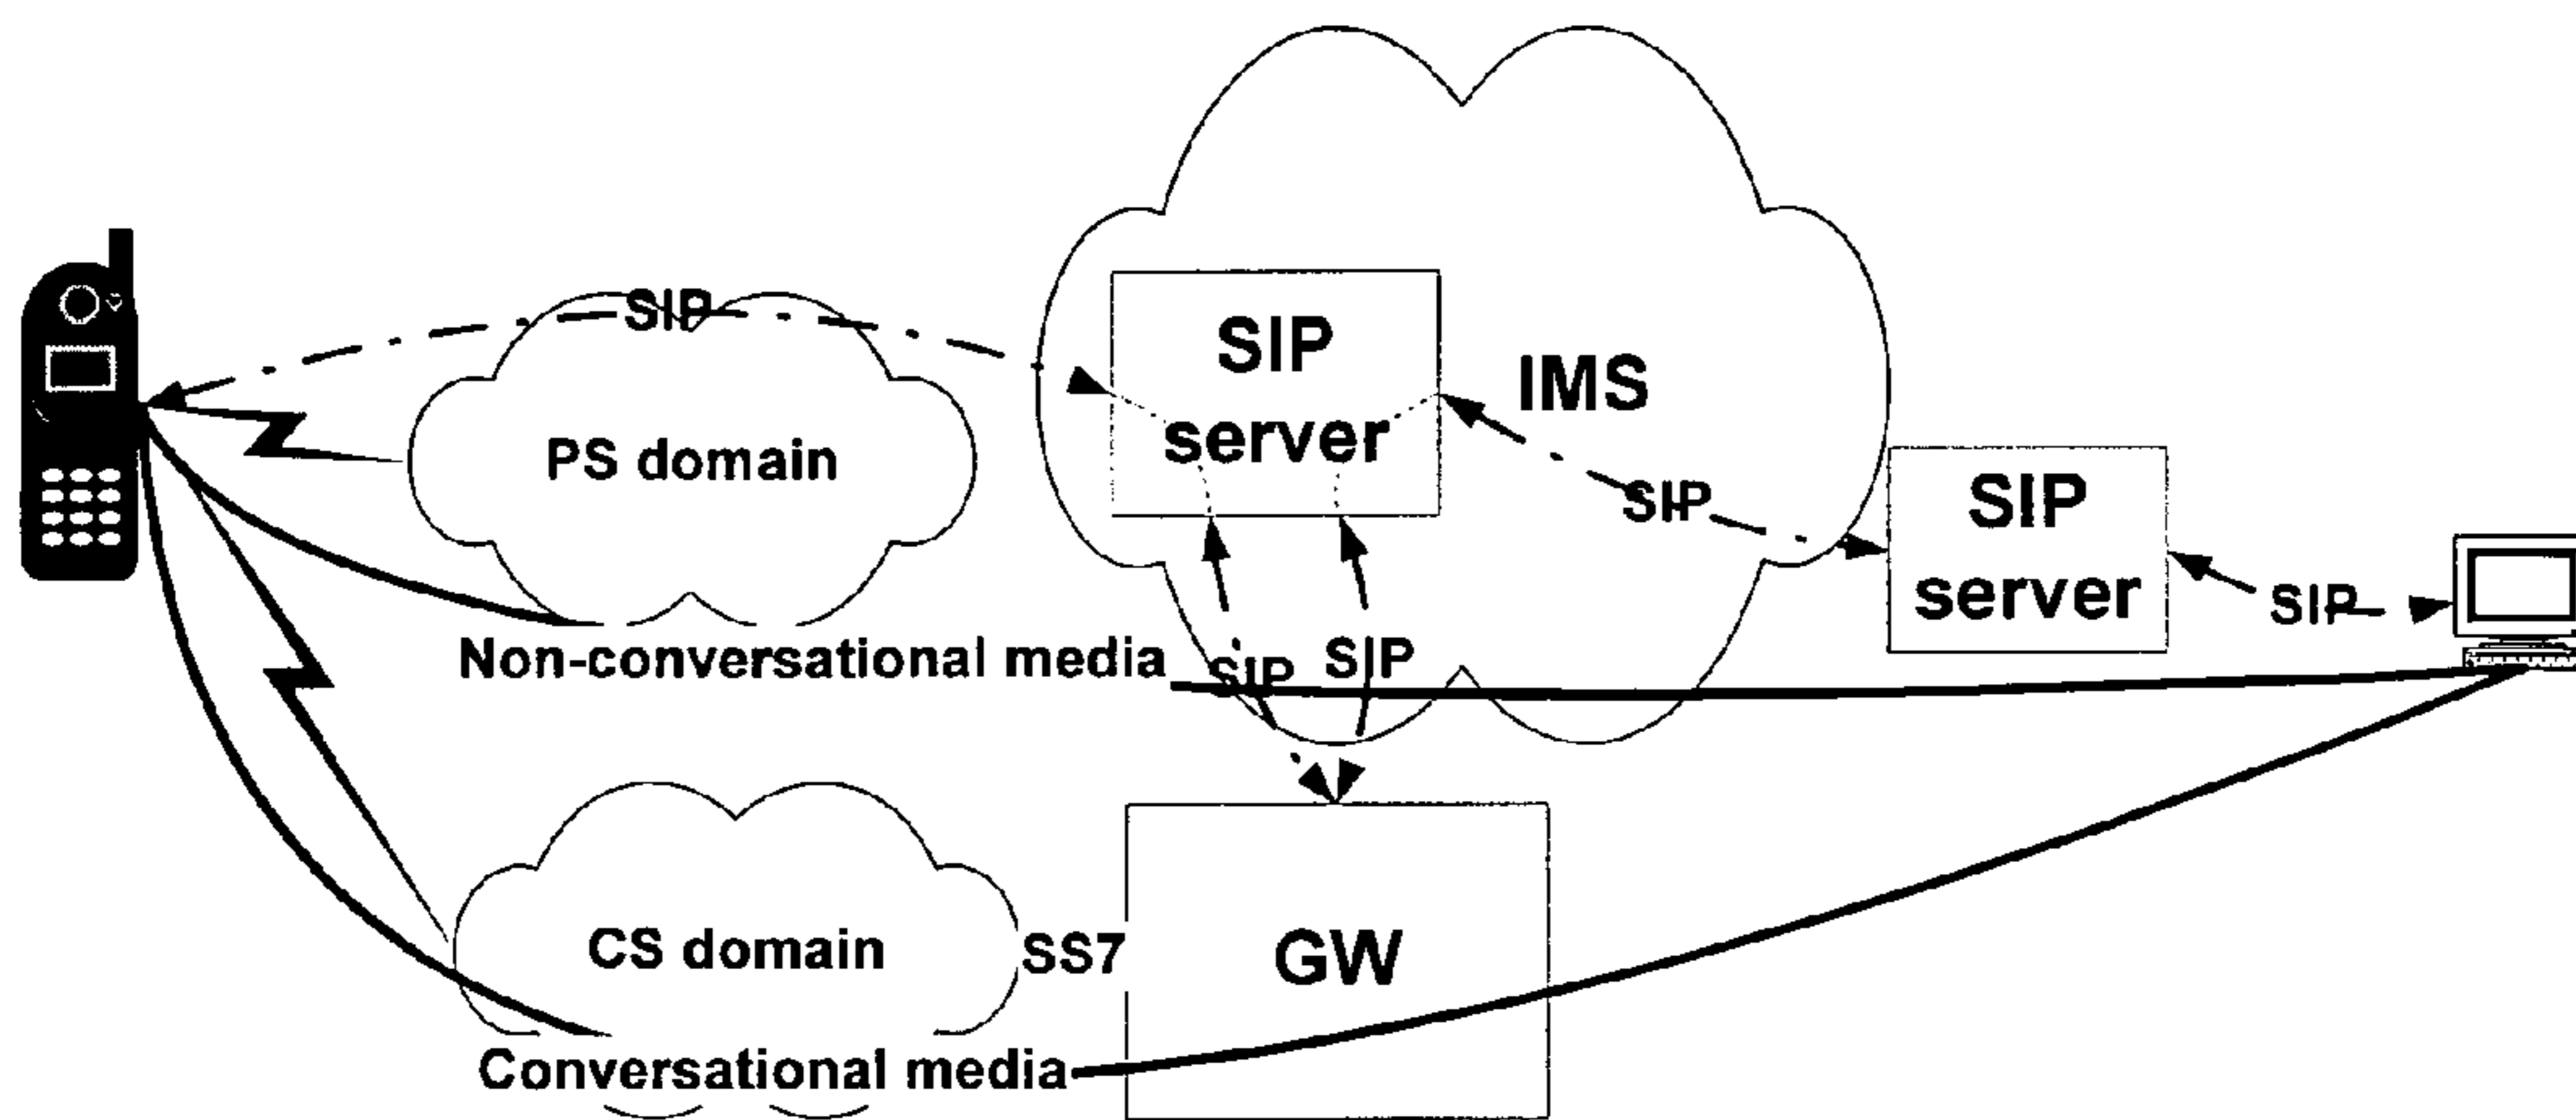 SIP
SIP
server
IMS
PS domain
SIP
SIP
server
SIP
Non-conversational media
SIP
SIP
CS domain
SS7
GW
Conversational media